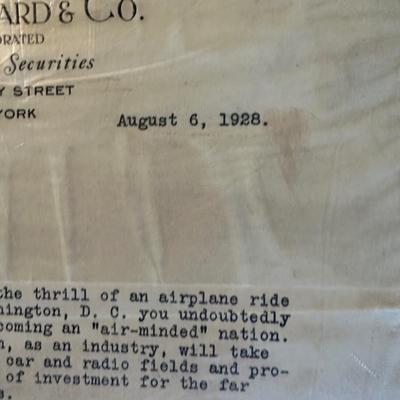 ARD & CO.
ORATED
Securities
Y STREET
YORK
August 6, 1928.
the thrill of an airplane ride
hington, D. C. you undoubtedly
coming an "air-minded" nation.
n, as an industry, will take
car and radio fields and pro-
of investment for the far
s.